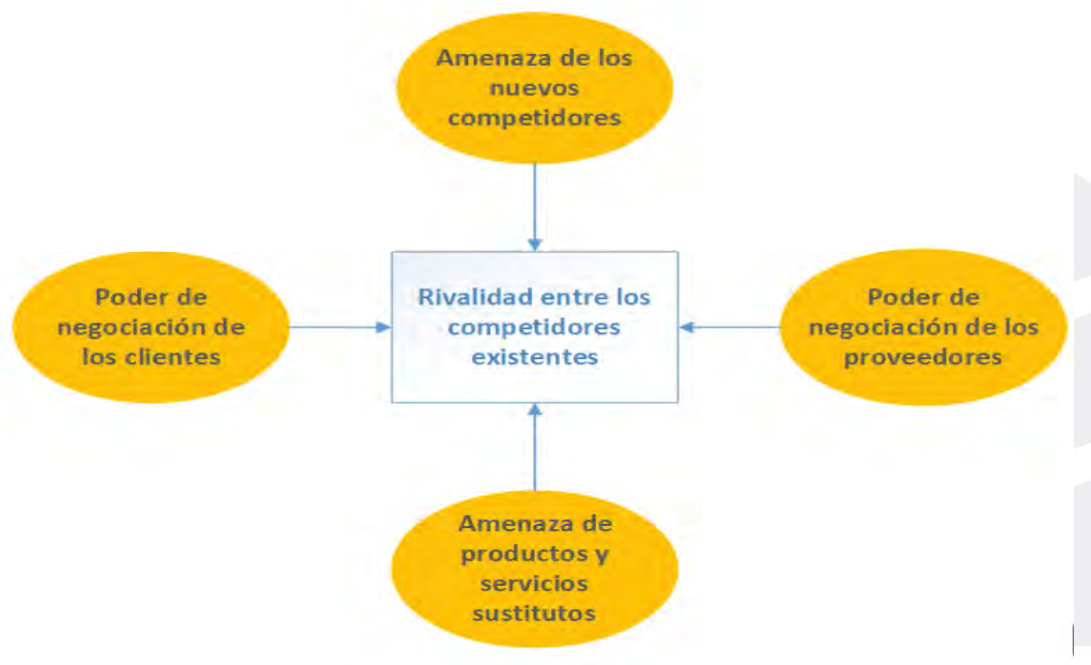 Amenaza de los
nuevos
competidores
Poder de
negociación de
los clientes
Rivalidad entre los
competidores
existentes
Poder de
negociación de los
proveedores
Amenaza de
productos y
servicios
sustitutos